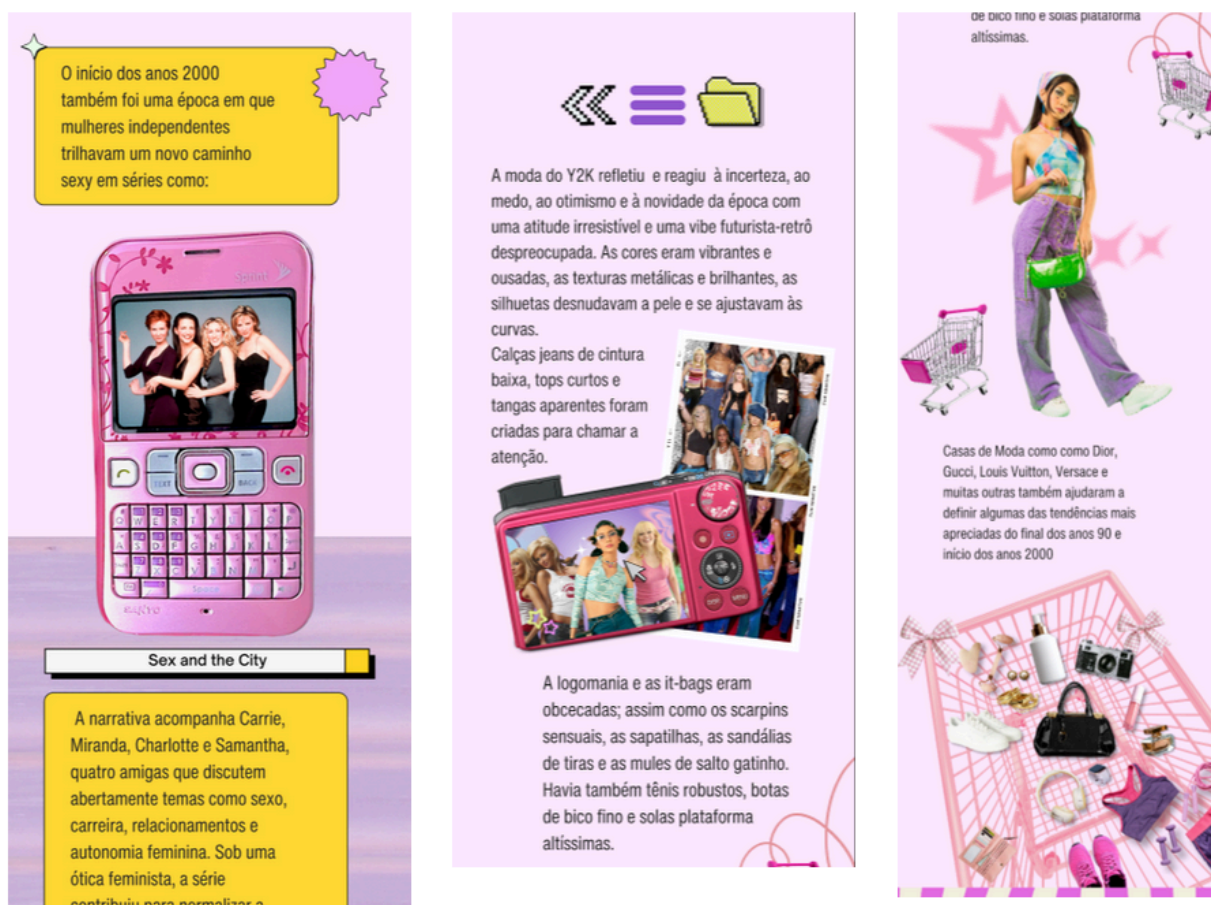 O início dos anos 2000
também foi uma época em que
mulheres independentes
trilhavam um novo caminho
sexy em séries como:
Sprint
TEXT
BACK
SANYO
Sex and the City
A narrativa acompanha Carrie,
Miranda, Charlotte e Samantha,
quatro amigas que discutem
abertamente temas como sexo,
carreira, relacionamentos e
autonomia feminina. Sob uma
ótica feminista, a série
contribuiu para normalizar a
A moda do Y2K refletiu e reagiu à incerteza, ao
medo, ao otimismo e à novidade da época com
uma atitude irresistível e uma vibe futurista-retrô
despreocupada. As cores eram vibrantes e
ousadas, as texturas metálicas e brilhantes, as
silhuetas desnudavam a pele e se ajustavam às
curvas.
Calças jeans de cintura
baixa, tops curtos e
tangas aparentes foram
criadas para chamar a
atenção.
A logomania e as it-bags eram
obcecadas; assim como os scarpins
sensuais, as sapatilhas, as sandálias
de tiras e as mules de salto gatinho.
Havia também tênis robustos, botas
de bico fino e solas plataforma
altíssimas.
de bico fino e solas plataforma
altíssimas.
Casas de Moda como como Dior,
Gucci, Louis Vuitton, Versace e
muitas outras também ajudaram a
definir algumas das tendências mais
apreciadas do final dos anos 90 e
início dos anos 2000